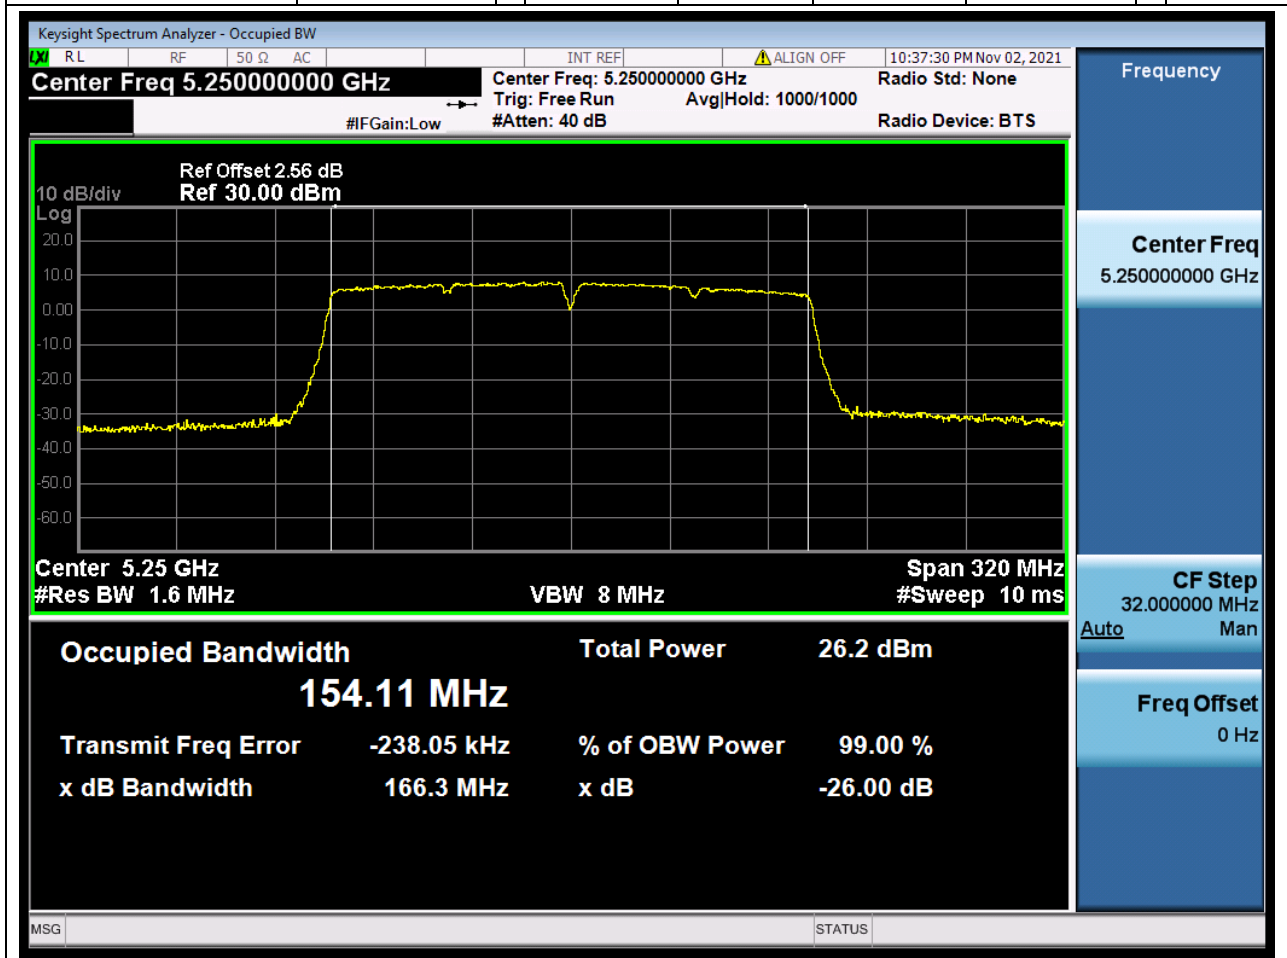 Keysight Spectrum Analyzer - Occupied BW
LXI RL RF 50 Ω AC INT REF ALIGN OFF 10:37:30 PM Nov 02, 2021
Center Freq 5.250000000 GHz
Center Freq: 5.250000000 GHz
Radio Std: None
Trig: Free Run Avg|Hold: 1000/1000
#IFGain:Low #Atten: 40 dB Radio Device: BTS
Ref Offset 2.56 dB
10 dB/div Ref 30.00 dBm
Log
20.0
10.0
0.00
-10.0
-20.0
-30.0
-40.0
-50.0
-60.0
Center 5.25 GHz Span 320 MHz
#Res BW 1.6 MHz VBW 8 MHz #Sweep 10 ms
Occupied Bandwidth Total Power 26.2 dBm
154.11 MHz
Transmit Freq Error -238.05 kHz % of OBW Power 99.00 %
x dB Bandwidth 166.3 MHz x dB -26.00 dB
MSG STATUS
Frequency
Center Freq
5.250000000 GHz
CF Step
32.000000 MHz
Auto Man
Freq Offset
0 Hz